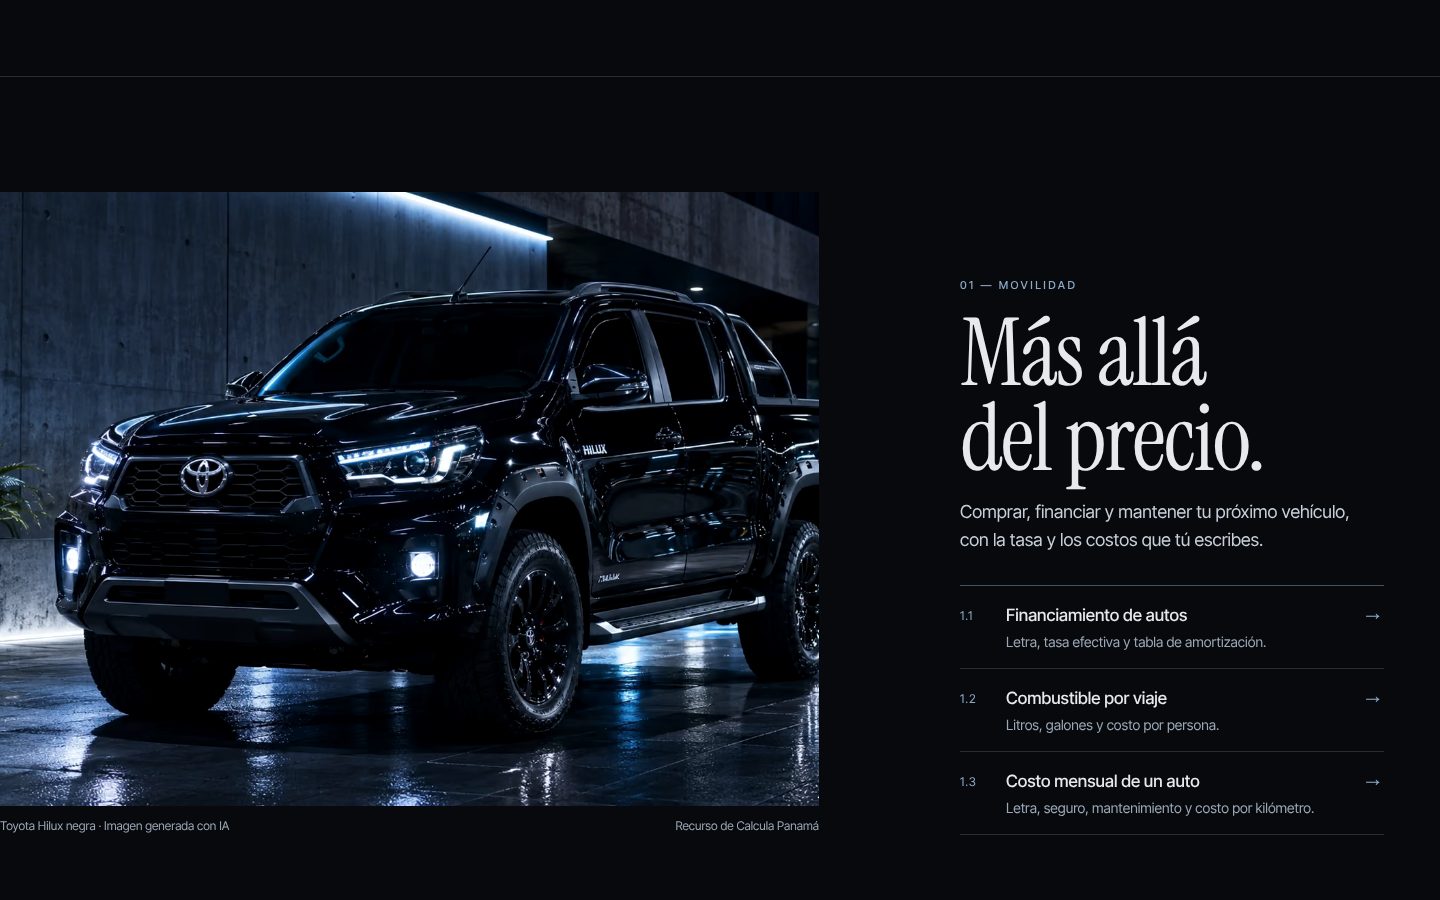 01 — MOVILIDAD
Más allá
del precio.
Comprar, financiar y mantener tu próximo vehículo,
con la tasa y los costos que tú escribes.
1.1 Financiamiento de autos →
Letra, tasa efectiva y tabla de amortización.
1.2 Combustible por viaje →
Litros, galones y costo por persona.
1.3 Costo mensual de un auto →
Letra, seguro, mantenimiento y costo por kilómetro.
HILUX
Toyota Hilux negra · Imagen generada con IA
Recurso de Calcula Panamá